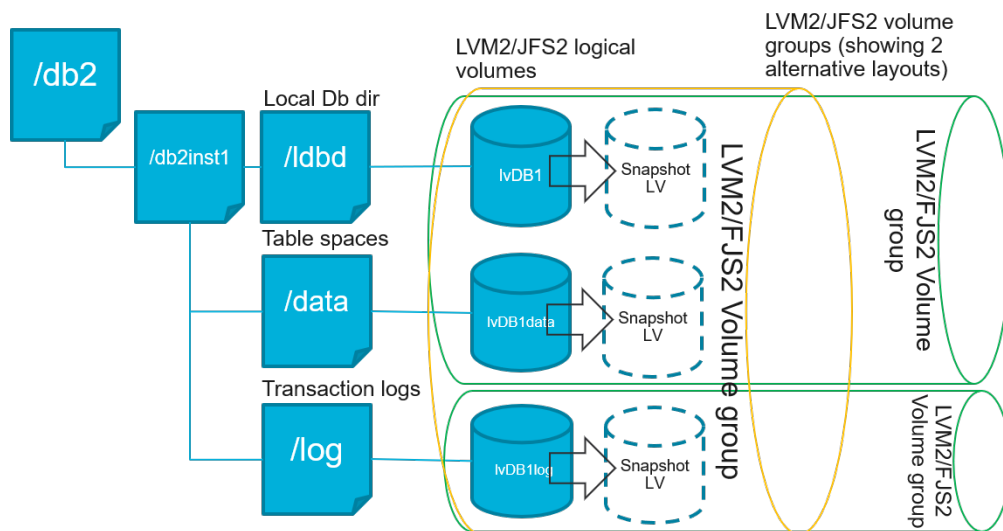 /db2
/db2inst1
Local Db dir
/ldbd
Table spaces
/data
Transaction logs
/log
LVM2/JFS2 logical
volumes
LVM2/JFS2 volume
groups (showing 2
alternative layouts)
lvDB1
Snapshot
LV
lvDB1data
Snapshot
LV
lvDB1log
Snapshot
LV
LVM2/FJS2 Volume group
LVM2/FJS2 Volume
group
LVM2/FJS2
Volume group